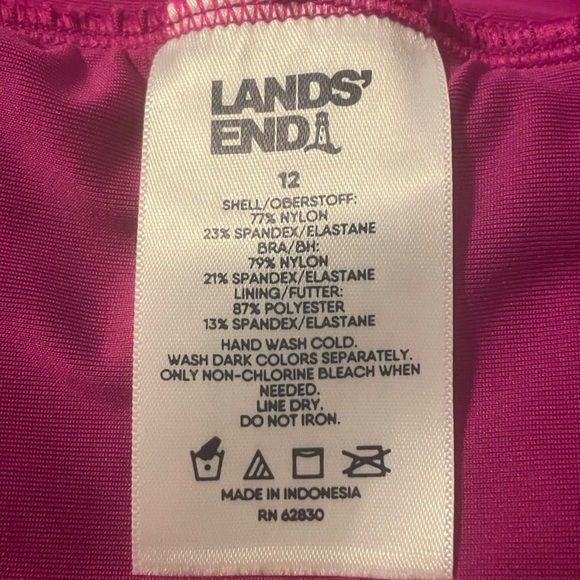 LANDS'
END
12
SHELL/OBERSTOFF:
77% NYLON
23% SPANDEX/ELASTANE
BRA/BH:
79% NYLON
21% SPANDEX/ELASTANE
LINING/FUTTER:
87% POLYESTER
13% SPANDEX/ELASTANE
HAND WASH COLD.
WASH DARK COLORS SEPARATELY.
ONLY NON-CHLORINE BLEACH WHEN
NEEDED.
LINE DRY.
DO NOT IRON.
MADE IN INDONESIA
RN 62830